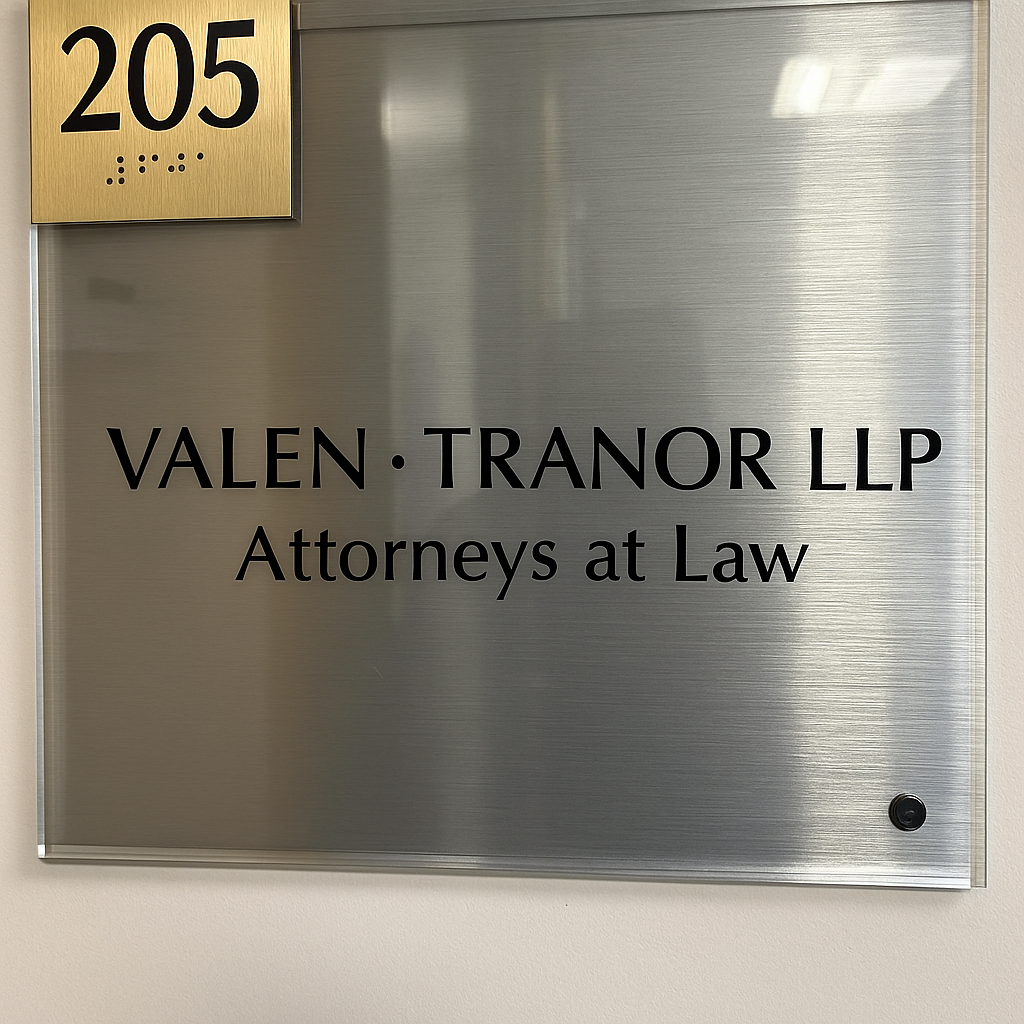 205
VALEN · TRANOR LLP
Attorneys at Law